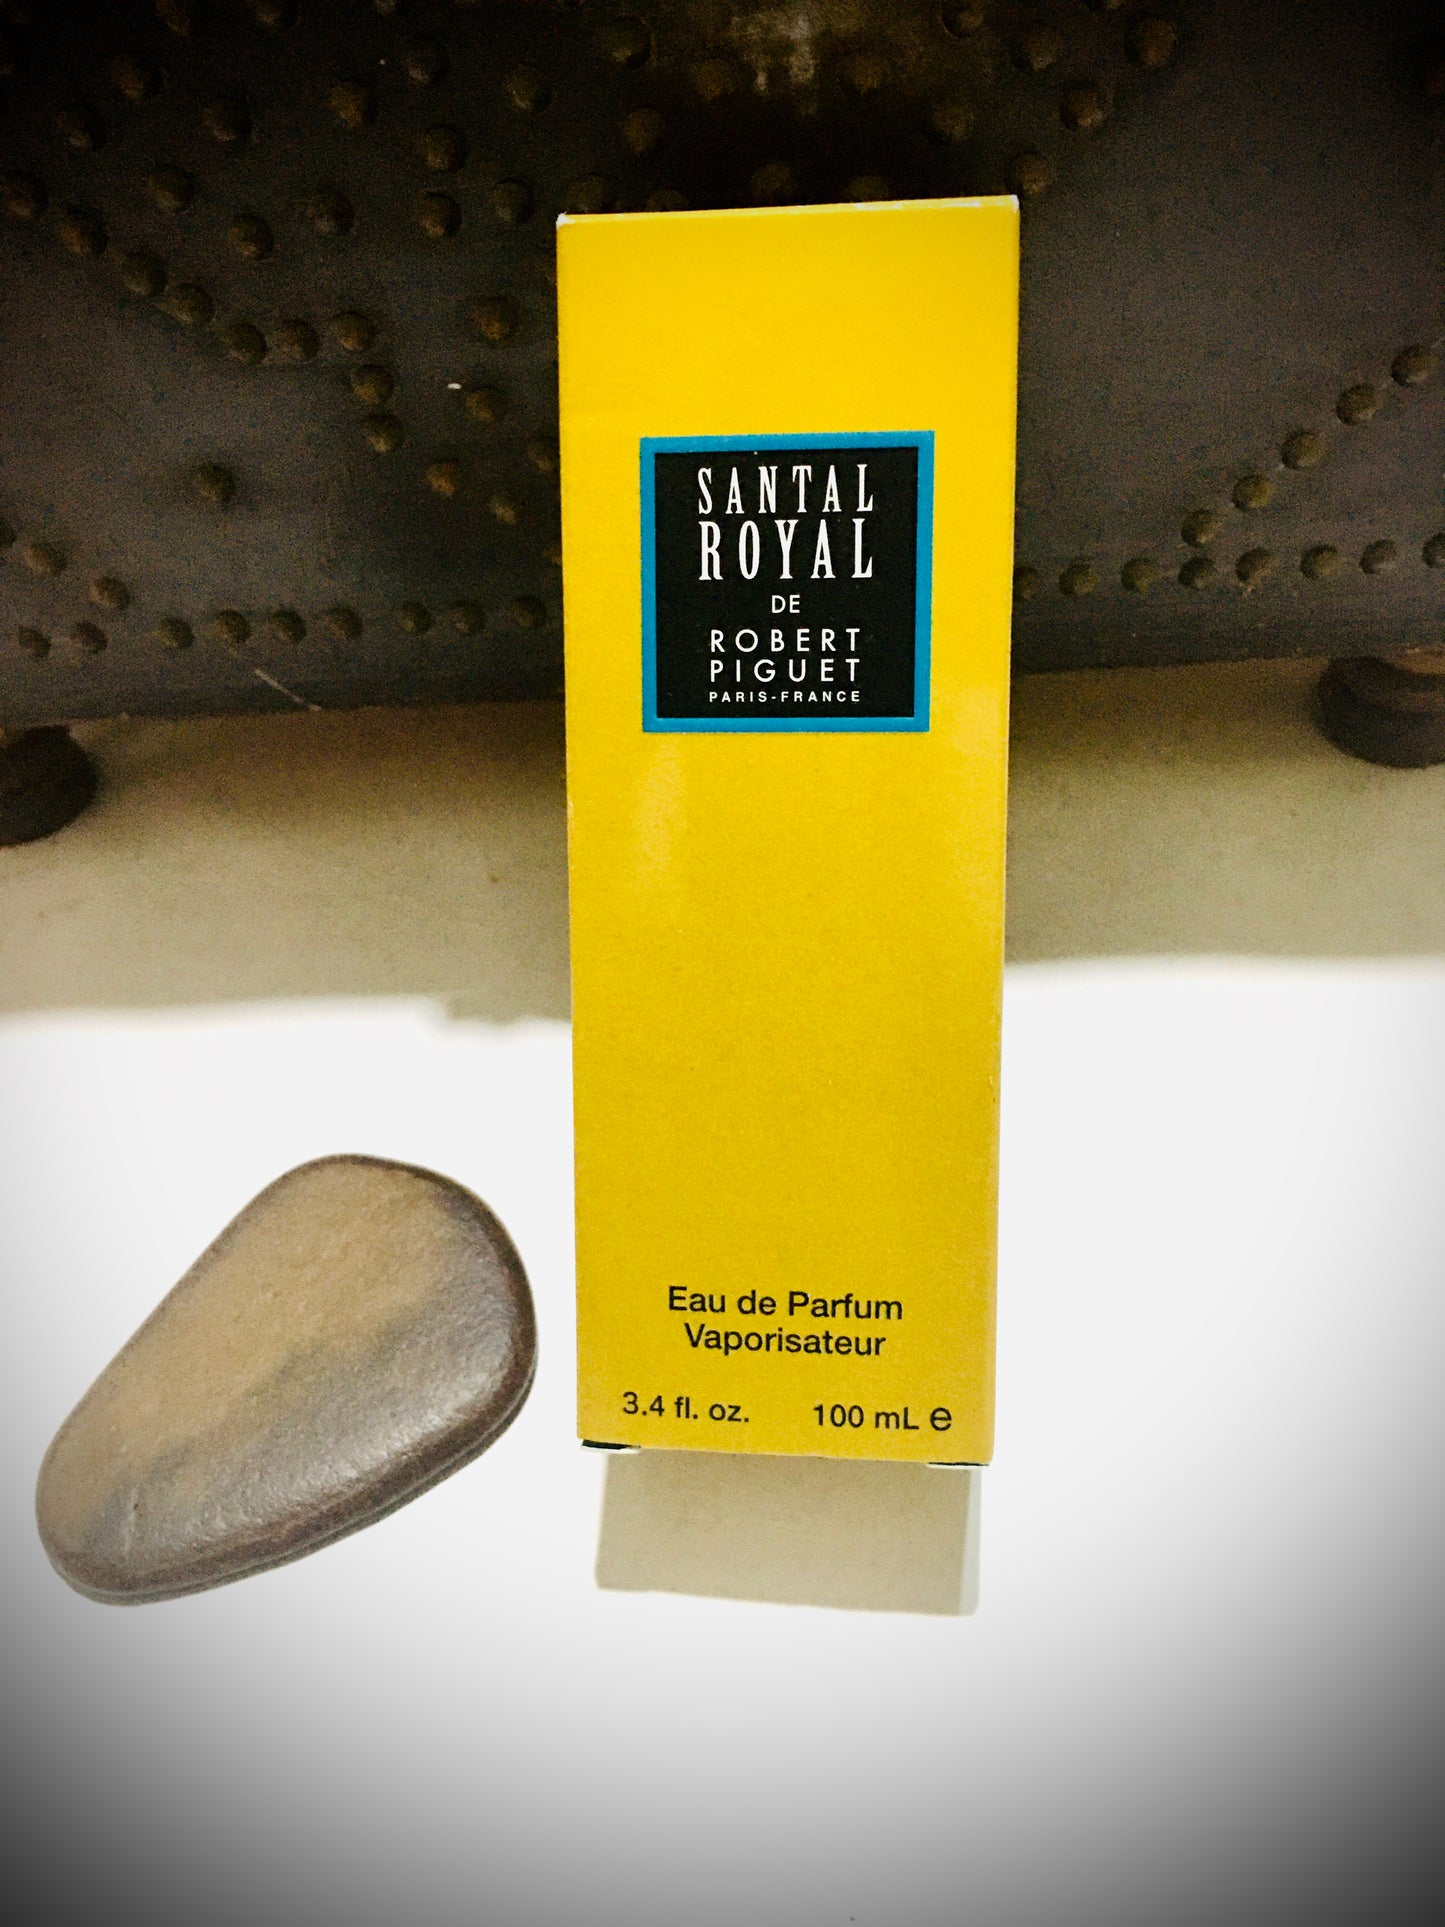 SANTAL
ROYAL
DE
ROBERT
PIGUET
PARIS-FRANCE
Eau de Parfum
Vaporisateur
3.4 fl. oz. 100 mL ℮